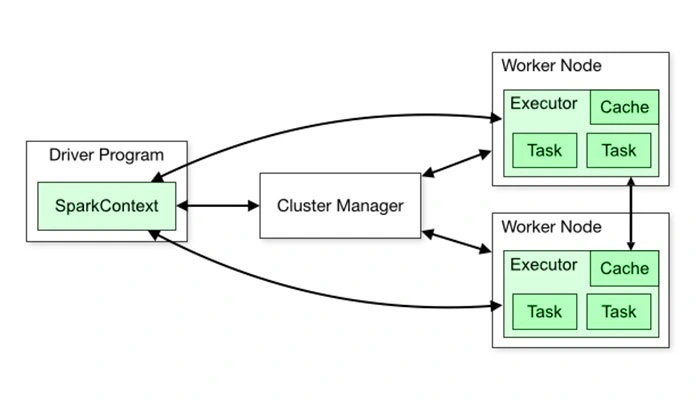 Driver Program
SparkContext
Cluster Manager
Worker Node
Executor
Cache
Task
Task
Worker Node
Executor
Cache
Task
Task